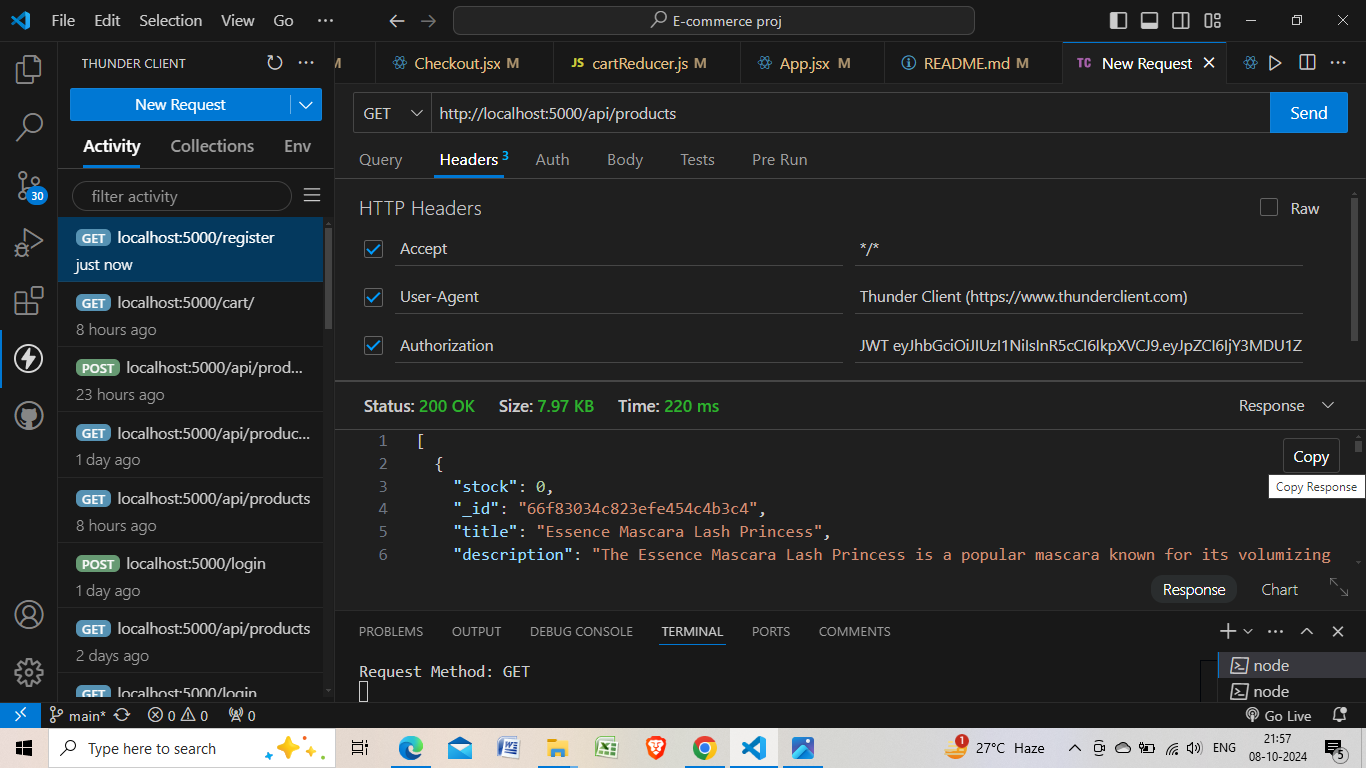 File Edit Selection View Go ···
E-commerce proj
THUNDER CLIENT ···
New Request
Activity Collections Env
filter activity
GET localhost:5000/register
just now
GET localhost:5000/cart/
8 hours ago
POST localhost:5000/api/prod...
23 hours ago
GET localhost:5000/api/produc...
1 day ago
GET localhost:5000/api/products
8 hours ago
POST localhost:5000/login
1 day ago
GET localhost:5000/api/products
2 days ago
GET localhost:5000/login
30
M Checkout.jsx M JS cartReducer.js M App.jsx M README.md M TC New Request
GET http://localhost:5000/api/products Send
Query Headers 3 Auth Body Tests Pre Run
HTTP Headers Raw
Accept */*
User-Agent Thunder Client (https://www.thunderclient.com)
Authorization JWT eyJhbGciOiJIUzI1NiIsInR5cCI6IkpXVCJ9.eyJpZCI6IjY3MDU1Z
Status: 200 OK Size: 7.97 KB Time: 220 ms Response
1 [
2 {
3 "stock": 0,
4 "_id": "66f83034c823efe454c4b3c4",
5 "title": "Essence Mascara Lash Princess",
6 "description": "The Essence Mascara Lash Princess is a popular mascara known for its volumizing
Copy
Copy Response
Response Chart
PROBLEMS OUTPUT DEBUG CONSOLE TERMINAL PORTS COMMENTS
Request Method: GET
node
node
main* 0 0 0 Go Live
Type here to search
1 27°C Haze ENG 21:57
08-10-2024 5